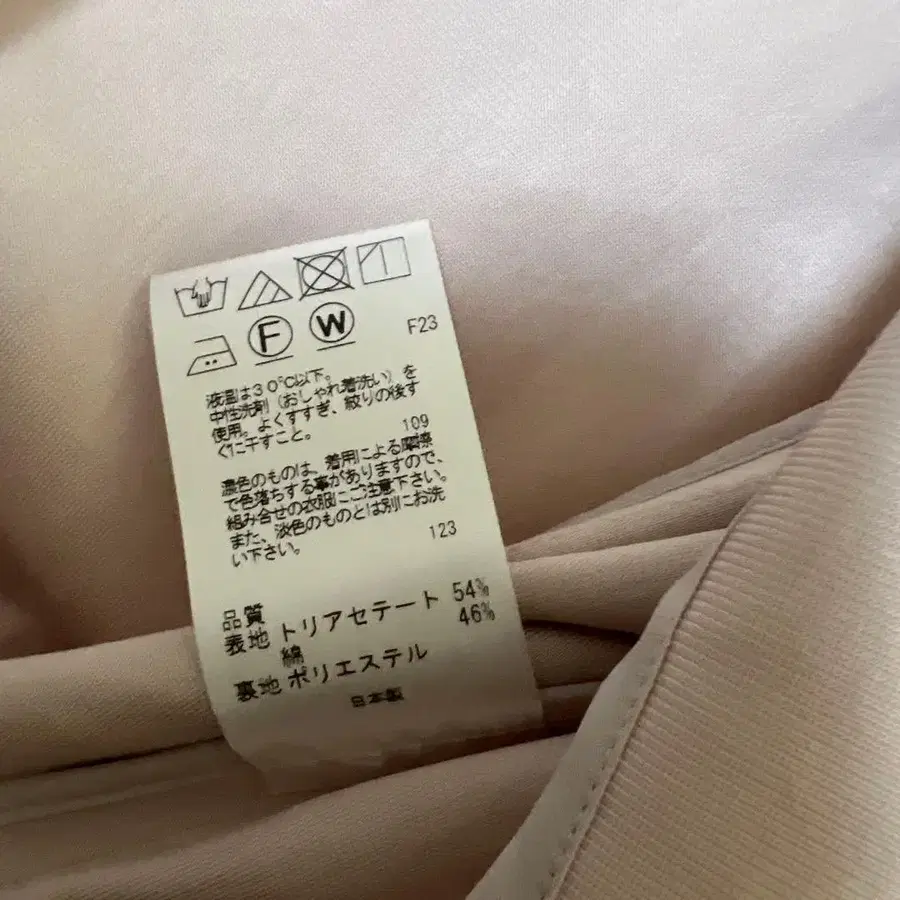 F W F23
液温は30℃以下。
中性洗剤(おしゃれ着洗い)を
使用。よくすすぎ、絞りの後す
ぐに干すこと。 109
濃色のものは、着用による摩擦
で色落ちする事がありますので、
組み合せの衣服にご注意下さい。
また、淡色のものとは別にお洗
い下さい。 123
品質
表地 トリアセテート 54%
綿 46%
裏地 ポリエステル
日本製